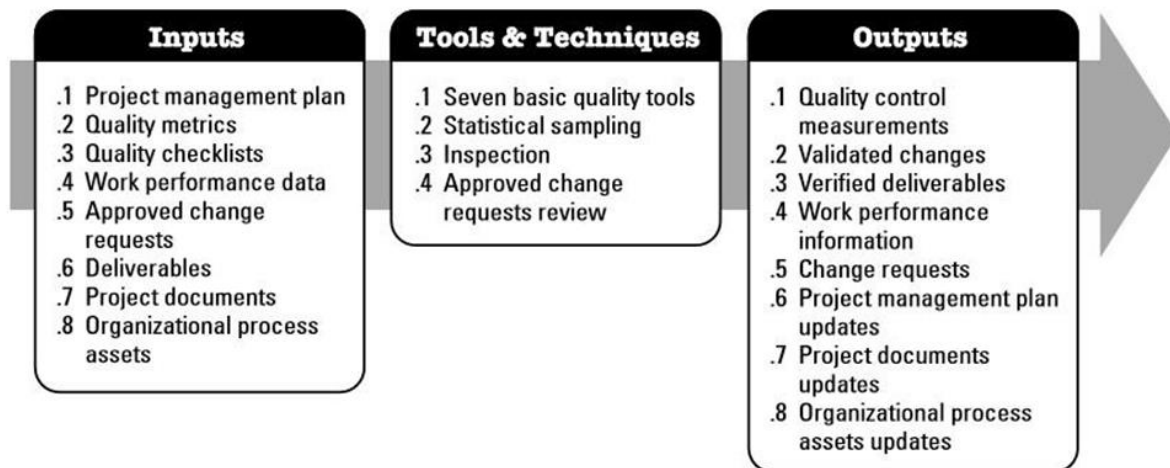 Inputs
.1 Project management plan
.2 Quality metrics
.3 Quality checklists
.4 Work performance data
.5 Approved change
requests
.6 Deliverables
.7 Project documents
.8 Organizational process
assets
Tools & Techniques
.1 Seven basic quality tools
.2 Statistical sampling
.3 Inspection
.4 Approved change
requests review
Outputs
.1 Quality control
measurements
.2 Validated changes
.3 Verified deliverables
.4 Work performance
information
.5 Change requests
.6 Project management plan
updates
.7 Project documents
updates
.8 Organizational process
assets updates